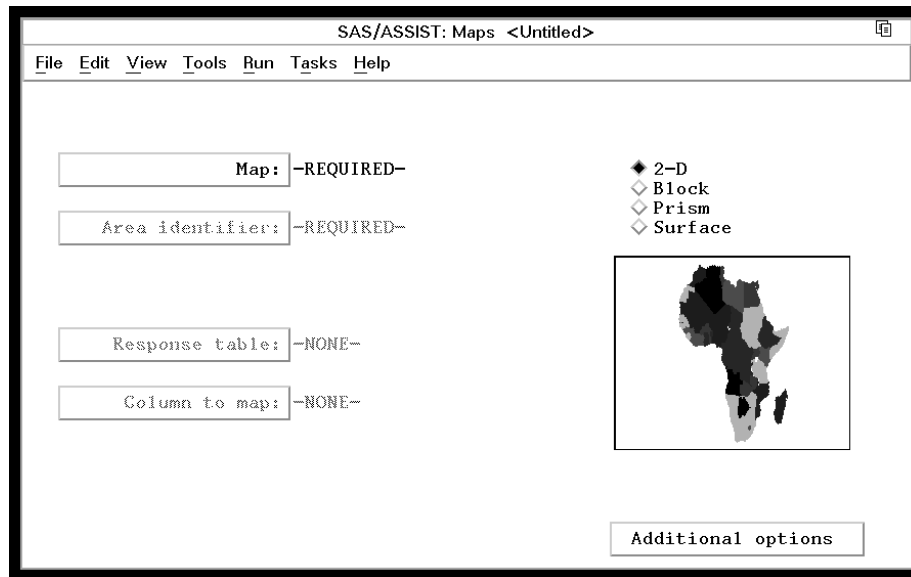 SAS/ASSIST: Maps <Untitled>
File Edit View Tools Run Tasks Help
Map: -REQUIRED-
Area identifier: -REQUIRED-
Response table: -NONE-
Column to map: -NONE-
2-D
Block
Prism
Surface
Additional options